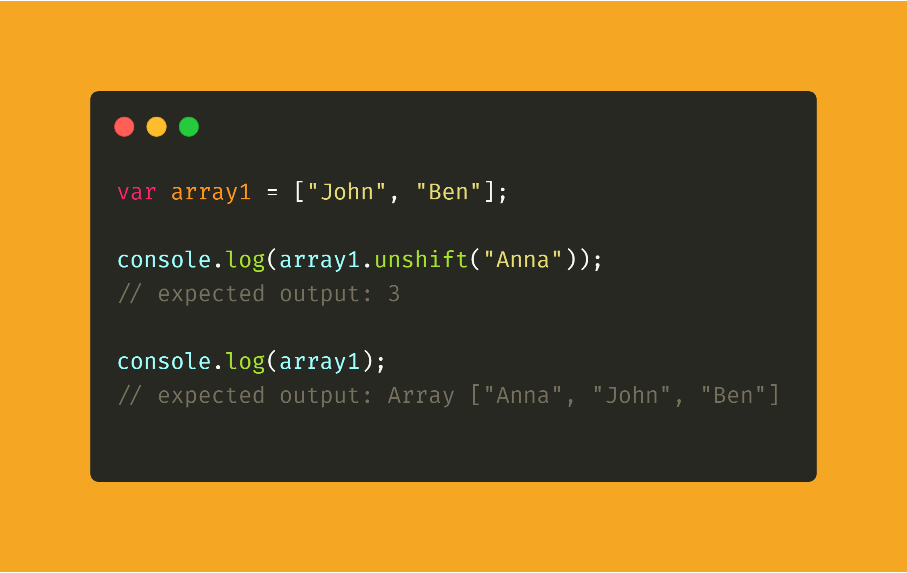 var array1 = ["John", "Ben"];
console.log(array1.unshift("Anna"));
// expected output: 3
console.log(array1);
// expected output: Array ["Anna", "John", "Ben"]